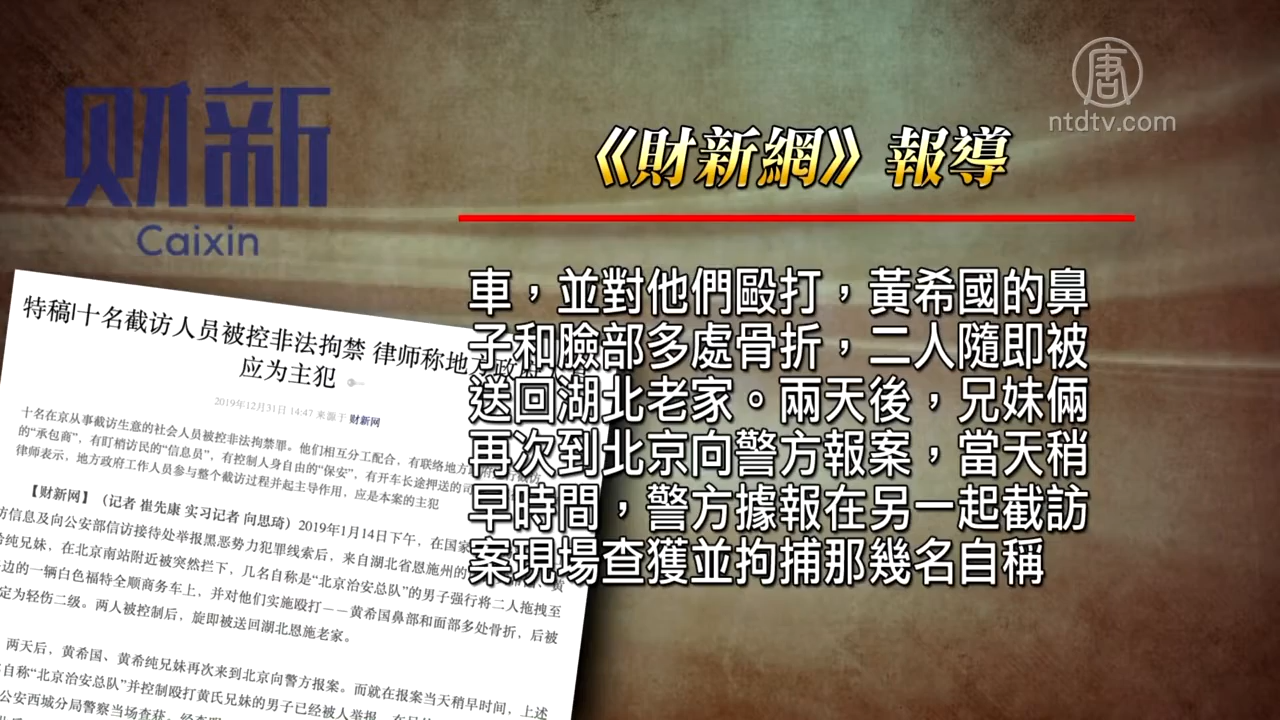 财新
Caixin
唐
ntdtv.com
《財新網》報導
車，並對他們毆打，黃希國的鼻
子和臉部多處骨折，二人隨即被
送回湖北老家。兩天後，兄妹倆
再次到北京向警方報案，當天稍
早時間，警方據報在另一起截訪
案現場查獲並拘捕那幾名自稱
特稿|十名截访人员被控非法拘禁 律师称地方政府人员
应为主犯
2019年12月31日 14:47 来源于 财新网
十名在京从事截访生意的社会人员被控非法拘禁罪。他们相互分工配合，有联络地方
的“承包商”，有盯梢访民的“信息员”，有控制人身自由的“保安”，有开车长途押送的司
律师表示，地方政府工作人员参与整个截访过程并起主导作用，应是本案的主犯
【财新网】（记者 崔先康 实习记者 向思琦）2019年1月14日下午，在国家
访信息及向公安部信访接待处举报黑恶势力犯罪线索后，来自湖北省恩施州的
希纯兄妹，在北京南站附近被突然拦下，几名自称是“北京治安总队”的男子强行将二人拖拽至
边的一辆白色福特全顺商务车上，并对他们实施殴打——黄希国鼻部和面部多处骨折，后被
定为轻伤二级。两人被控制后，旋即被送回湖北恩施老家。
两天后，黄希国、黄希纯兄妹再次来到北京向警方报案。而就在报案当天稍早时间，上述
自称“北京治安总队”并控制殴打黄氏兄妹的男子已经被人举报，在另
公安西城分局警察当场查获。